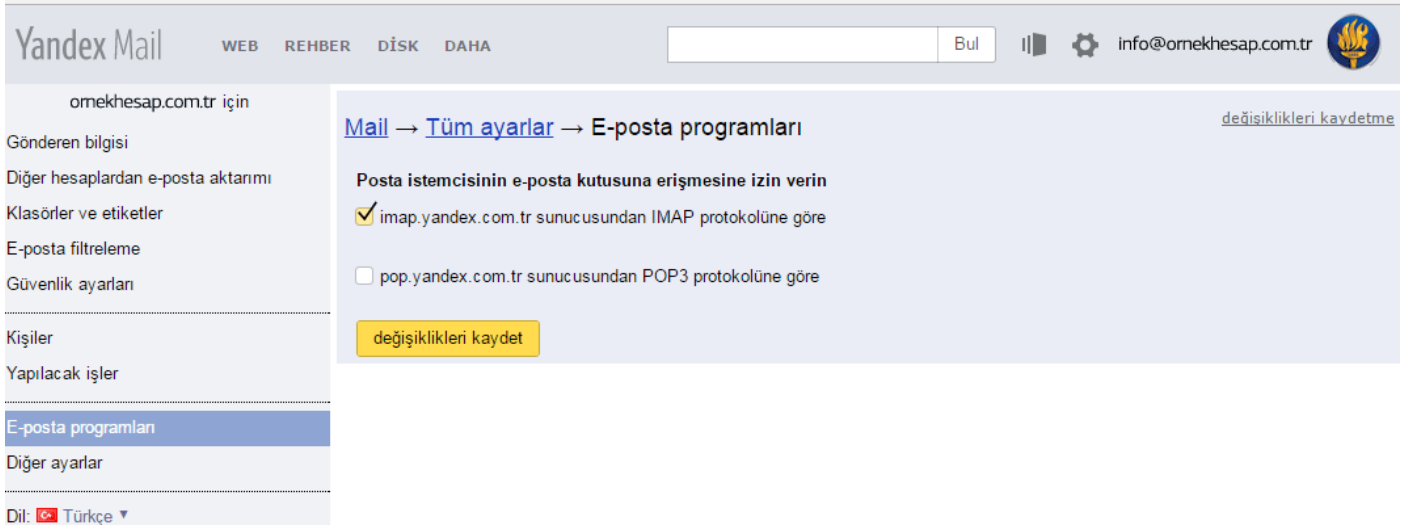 Yandex Mail WEB REHBER DİSK DAHA Bul info@ornekhesap.com.tr
ornekhesap.com.tr için
Gönderen bilgisi
Diğer hesaplardan e-posta aktarımı
Klasörler ve etiketler
E-posta filtreleme
Güvenlik ayarları
Kişiler
Yapılacak işler
E-posta programları
Diğer ayarlar
Dil: Türkçe
Mail → Tüm ayarlar → E-posta programları
değişiklikleri kaydetme
Posta istemcisinin e-posta kutusuna erişmesine izin verin
imap.yandex.com.tr sunucusundan IMAP protokolüne göre
pop.yandex.com.tr sunucusundan POP3 protokolüne göre
değişiklikleri kaydet